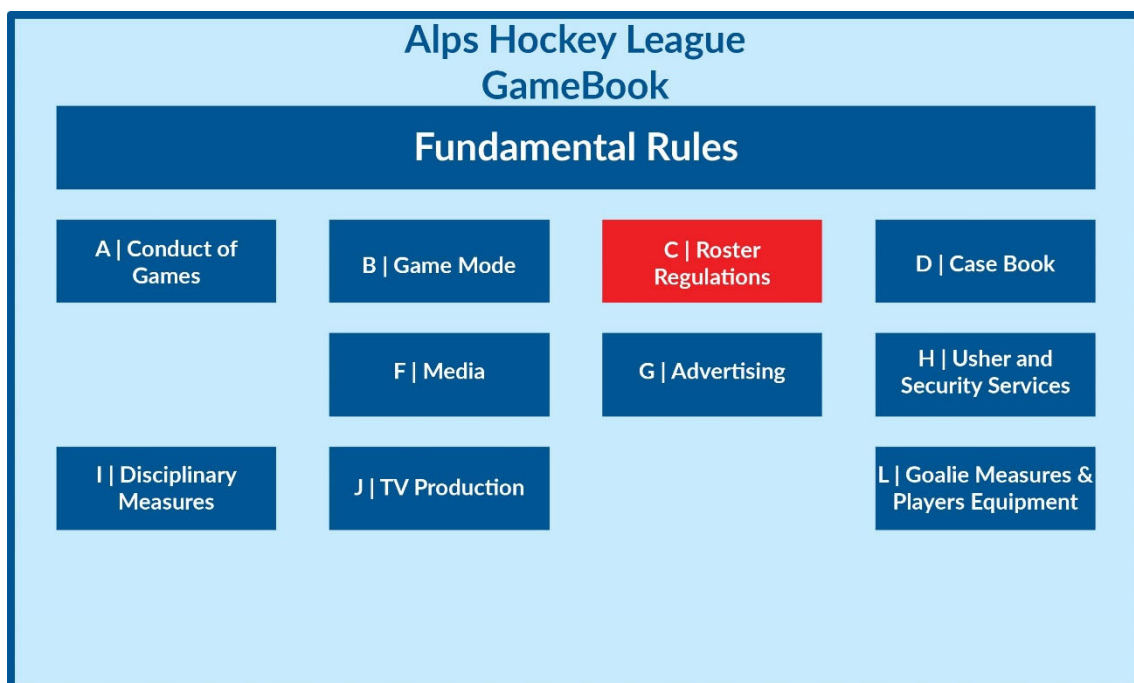 Alps Hockey League
GameBook
Fundamental Rules
A | Conduct of
Games
B | Game Mode
C | Roster
Regulations
D | Case Book
F | Media
G | Advertising
H | Usher and
Security Services
I | Disciplinary
Measures
J | TV Production
L | Goalie Measures &
Players Equipment